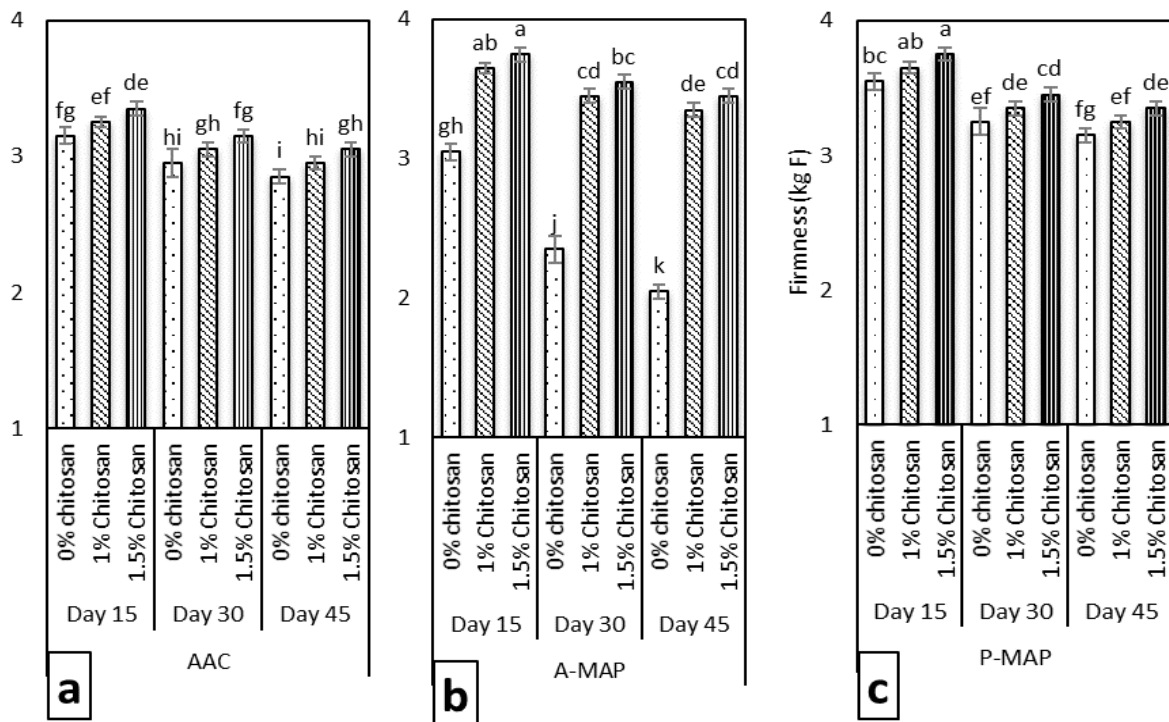 4
3
2
1
fg
ef
de
hi
gh
fg
i
hi
gh
0% chitosan
1% Chitosan
1.5% Chitosan
0% chitosan
1% Chitosan
1.5% Chitosan
0% chitosan
1% Chitosan
1.5% Chitosan
Day 15
Day 30
Day 45
AAC
a
4
3
2
1
gh
ab
a
j
cd
bc
k
de
cd
0% chitosan
1% Chitosan
1.5% Chitosan
0% chitosan
1% Chitosan
1.5% Chitosan
0% chitosan
1% Chitosan
1.5% Chitosan
Day 15
Day 30
Day 45
A-MAP
b
Firmness (kg F)
4
3
2
1
bc
ab
a
ef
de
cd
fg
ef
de
0% chitosan
1% Chitosan
1.5% Chitosan
0% chitosan
1% Chitosan
1.5% Chitosan
0% chitosan
1% Chitosan
1.5% Chitosan
Day 15
Day 30
Day 45
P-MAP
c